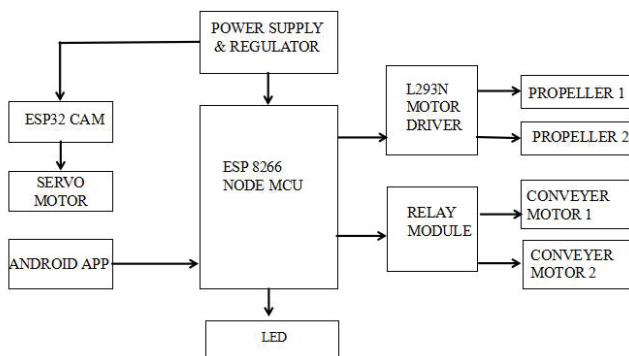 POWER SUPPLY
& REGULATOR
ESP32 CAM
SERVO
MOTOR
ANDROID APP
ESP 8266
NODE MCU
LED
L293N
MOTOR
DRIVER
RELAY
MODULE
PROPELLER 1
PROPELLER 2
CONVEYER
MOTOR 1
CONVEYER
MOTOR 2